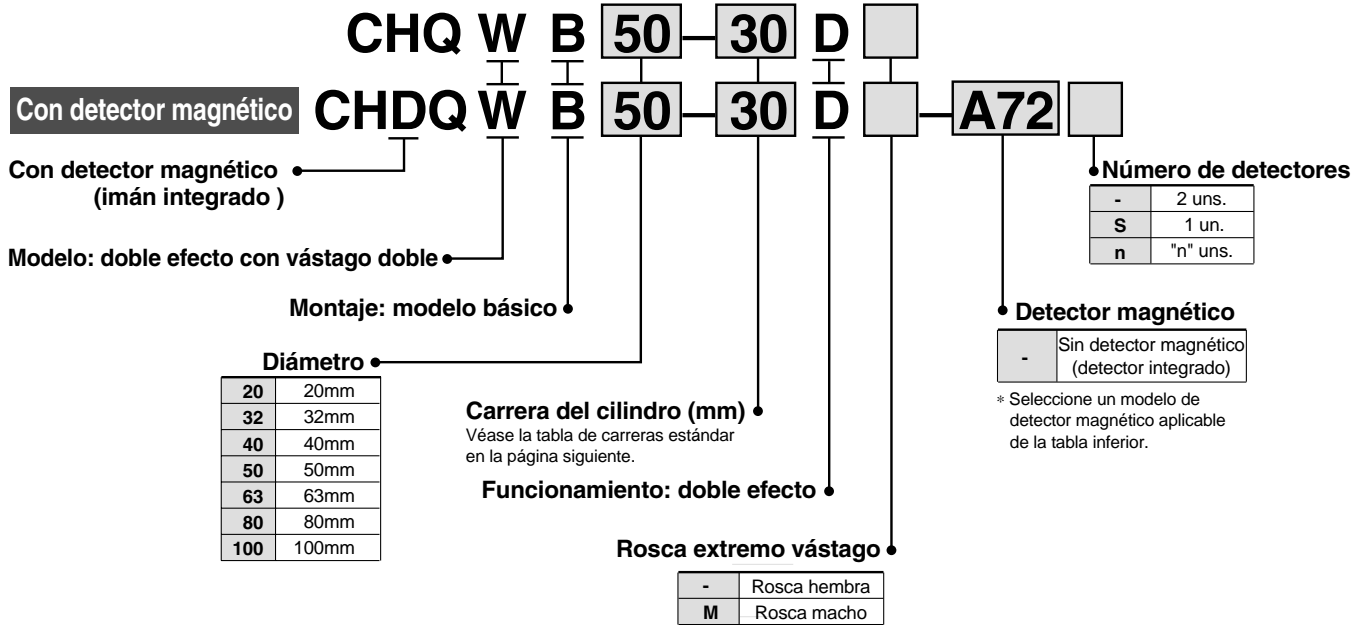 CHQ W B 50 – 30 D
Con detector magnético CHDQ W B 50 – 30 D – A72
Con detector magnético
(imán integrado )
Modelo: doble efecto con vástago doble
Montaje: modelo básico
Diámetro
20 20mm
32 32mm
40 40mm
50 50mm
63 63mm
80 80mm
100 100mm
Carrera del cilindro (mm)
Véase la tabla de carreras estándar
en la página siguiente.
Funcionamiento: doble efecto
Rosca extremo vástago
- Rosca hembra
M Rosca macho
Número de detectores
- 2 uns.
S 1 un.
n "n" uns.
Detector magnético
- Sin detector magnético
(detector integrado)
* Seleccione un modelo de
detector magnético aplicable
de la tabla inferior.